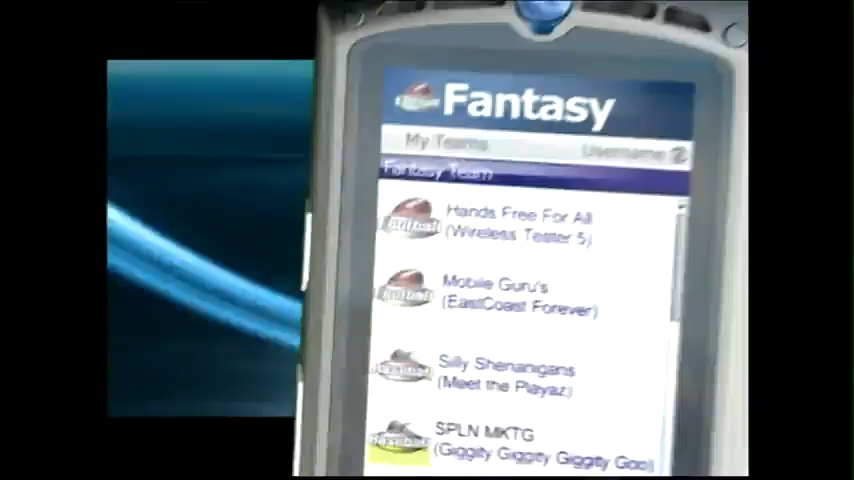 Fantasy
My Teams Username
Fantasy Team
Hands Free For All
(Wireless Tester 5)
Mobile Guru's
(EastCoast Forever)
Silly Shenanigans
(Meet the Playaz)
SPLN MKTG
(Giggity Giggity Giggity Goo)